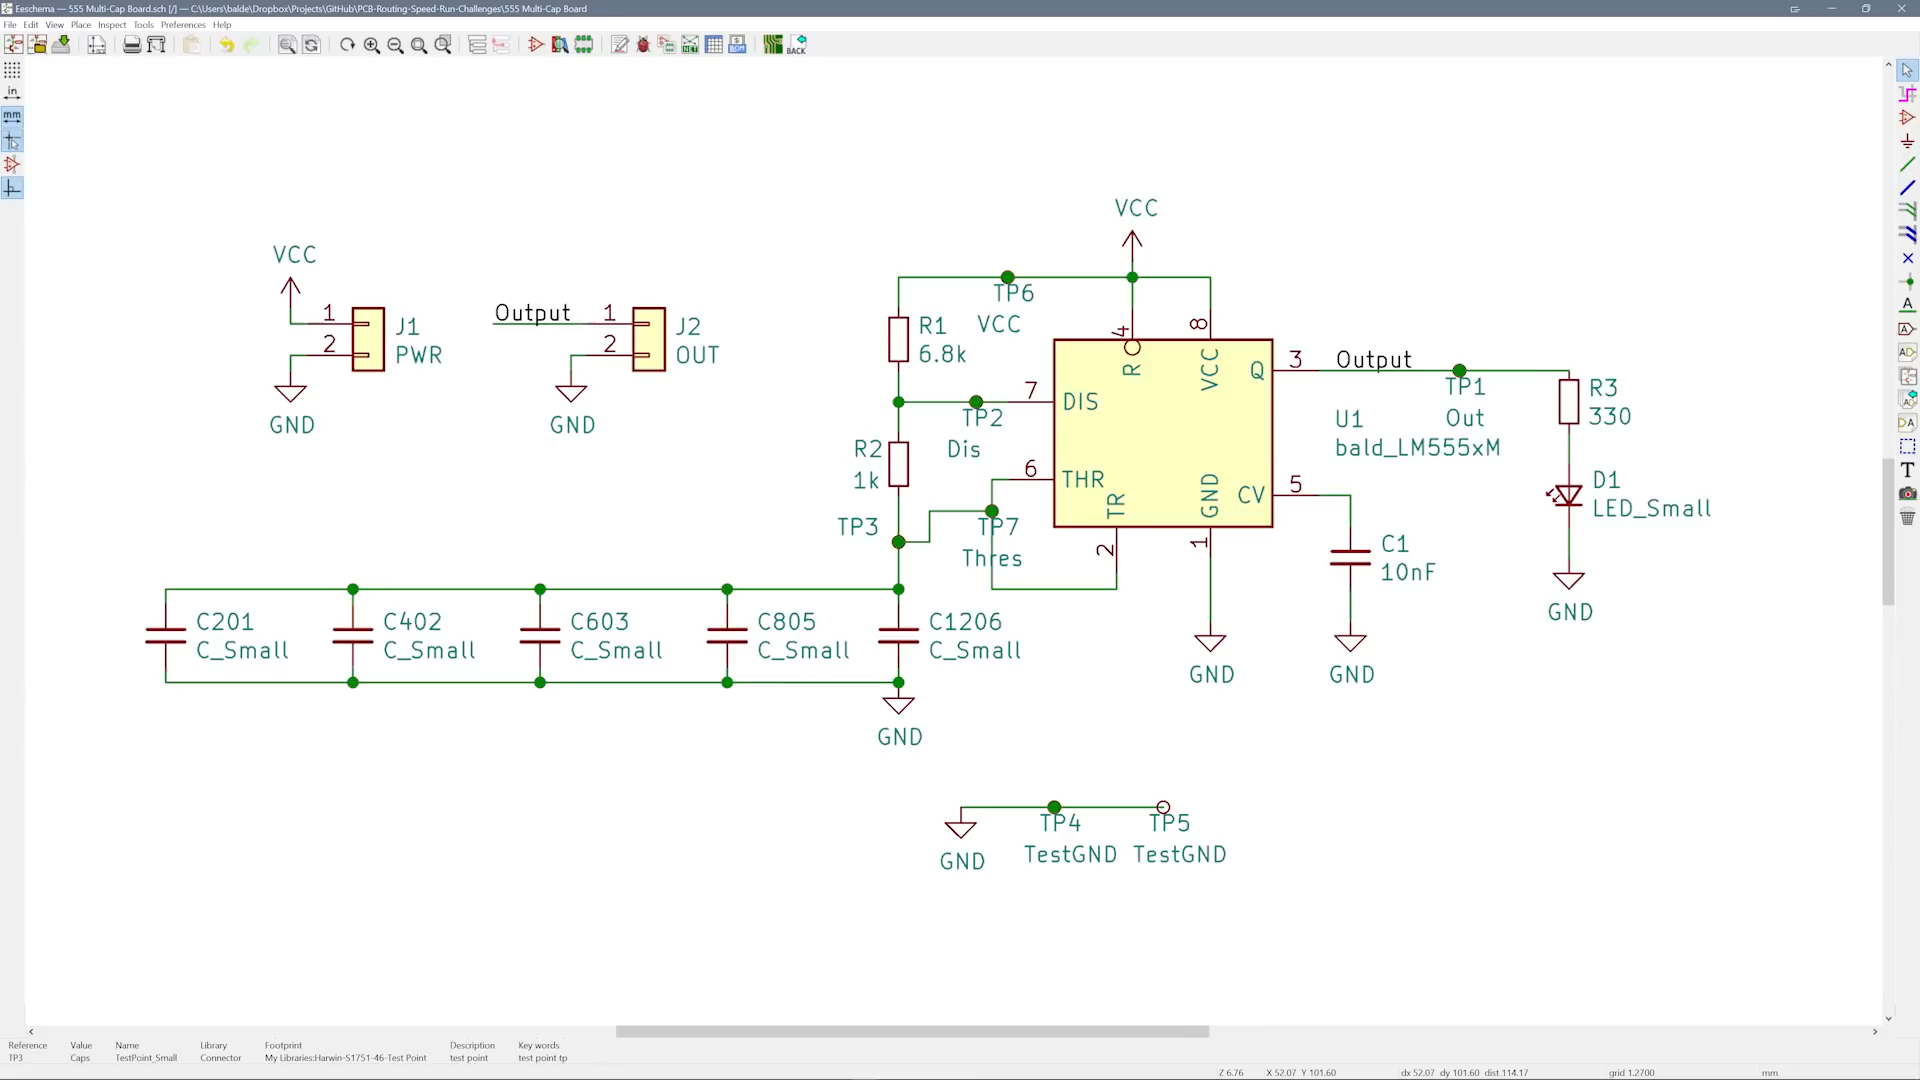 Eeschema — 555 Multi-Cap Board.sch [/] — C:\Users\balde\Dropbox\Projects\GitHub\PCB-Routing-Speed-Run-Challenges\555 Multi-Cap Board
File Edit View Place Inspect Tools Preferences Help
BACK
in
mm
VCC
1
2
J1
PWR
GND
Output
1
2
J2
OUT
GND
VCC
TP6
VCC
R1
6.8k
4
8
R
VCC
Q
3
Output
TP1
Out
R3
330
7
DIS
TP2
Dis
U1
bald_LM555xM
R2
1k
6
THR
TR
GND
CV
5
D1
LED_Small
TP3
TP7
Thres
2
1
C1
10nF
GND
C201
C_Small
C402
C_Small
C603
C_Small
C805
C_Small
C1206
C_Small
GND
GND
GND
TP4
TestGND
TP5
TestGND
GND
A
T
Reference Value Name Library Footprint Description Key words
TP3 Caps TestPoint_Small Connector My Libraries:Harwin-S1751-46-Test Point test point test point tp
Z 6.76 X 52.07 Y 101.60 dx 52.07 dy 101.60 dist 114.17 grid 1.2700 mm